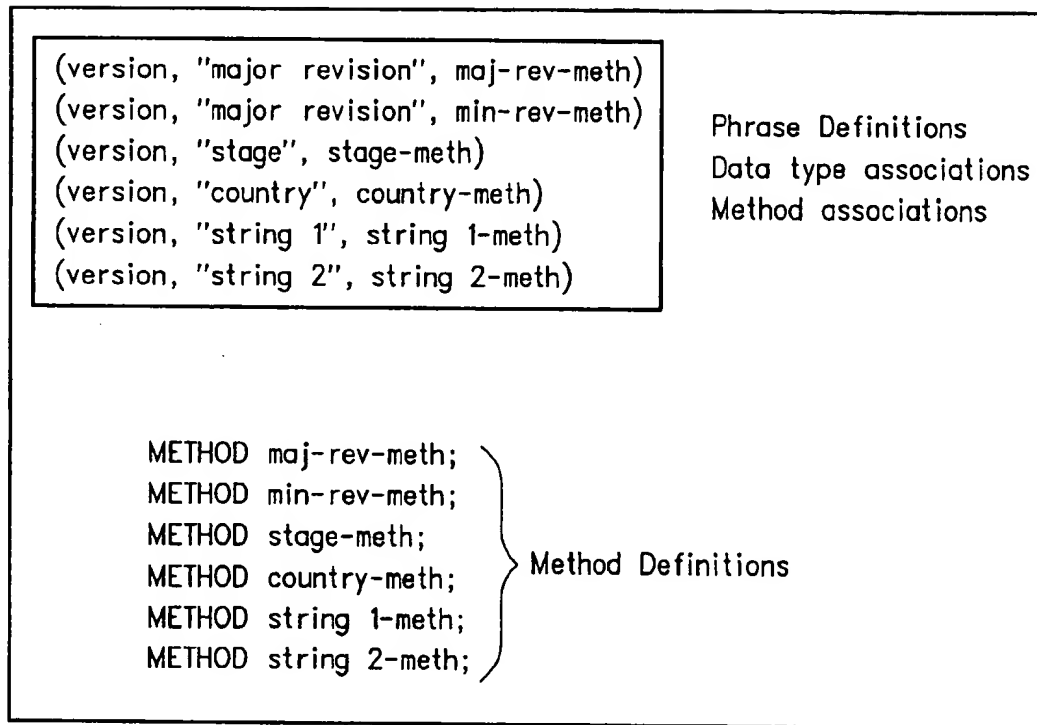 (version, "major revision", maj-rev-meth)
(version, "major revision", min-rev-meth)
(version, "stage", stage-meth)
(version, "country", country-meth)
(version, "string 1", string 1-meth)
(version, "string 2", string 2-meth)
Phrase Definitions
Data type associations
Method associations
METHOD maj-rev-meth;
METHOD min-rev-meth;
METHOD stage-meth;
METHOD country-meth;
METHOD string 1-meth;
METHOD string 2-meth;
Method Definitions